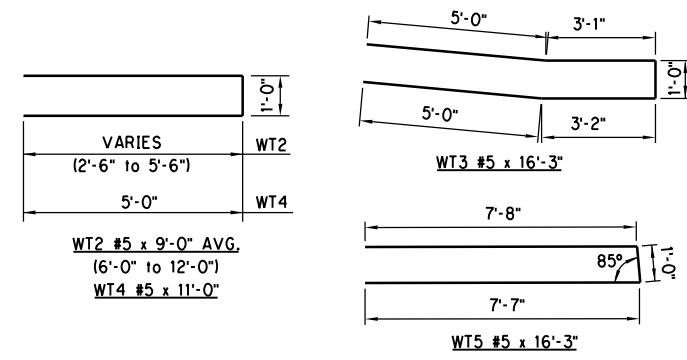 1'-0"
VARIES
WT2
(2'-6" to 5'-6")
5'-0"
WT4
WT2 #5 x 9'-0" AVG.
(6'-0" to 12'-0")
WT4 #5 x 11'-0"
5'-0"
3'-1"
1'-0"
5'-0"
3'-2"
WT3 #5 x 16'-3"
7'-8"
85°
1'-0"
7'-7"
WT5 #5 x 16'-3"